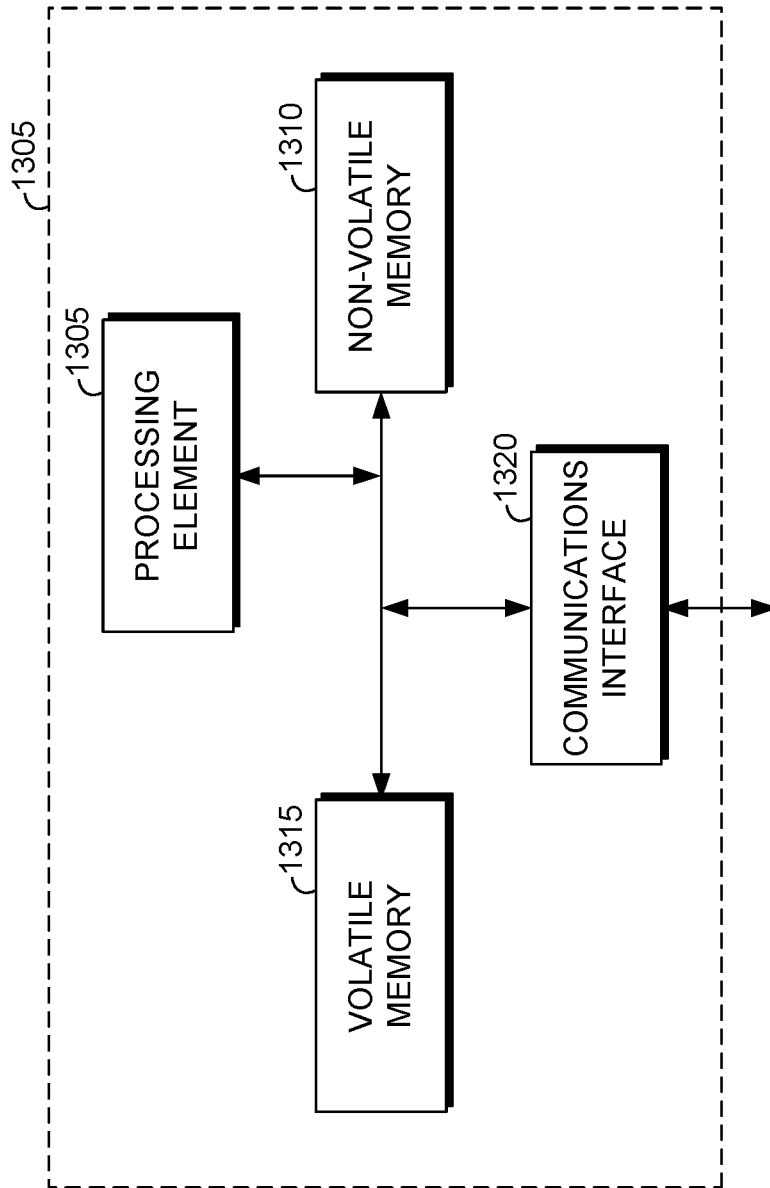 1305
1305
PROCESSING
ELEMENT
1315
VOLATILE
MEMORY
1310
NON-VOLATILE
MEMORY
1320
COMMUNICATIONS
INTERFACE